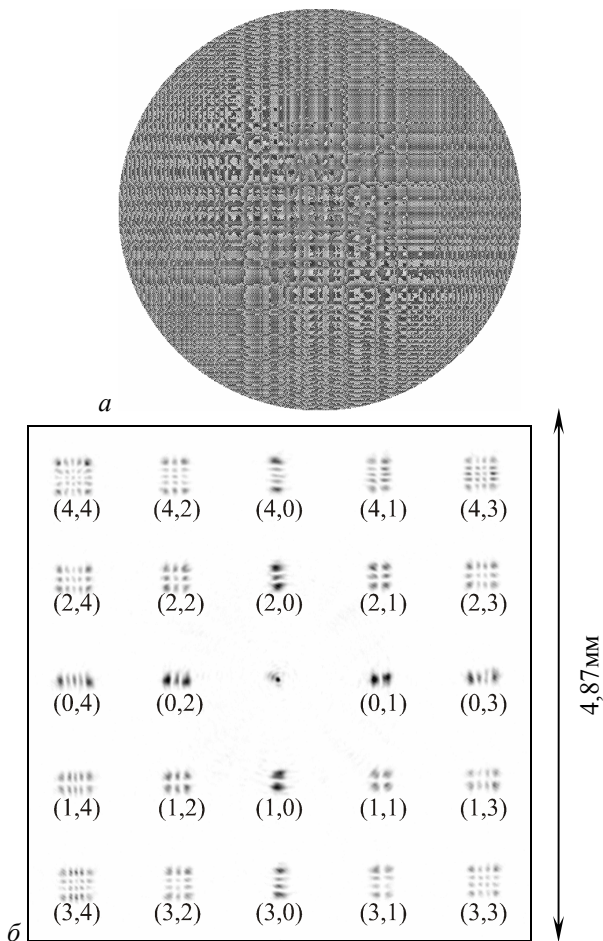 а
(4,4) (4,2) (4,0) (4,1) (4,3)
(2,4) (2,2) (2,0) (2,1) (2,3)
(0,4) (0,2) (0,1) (0,3)
(1,4) (1,2) (1,0) (1,1) (1,3)
(3,4) (3,2) (3,0) (3,1) (3,3)
4,87мм
б